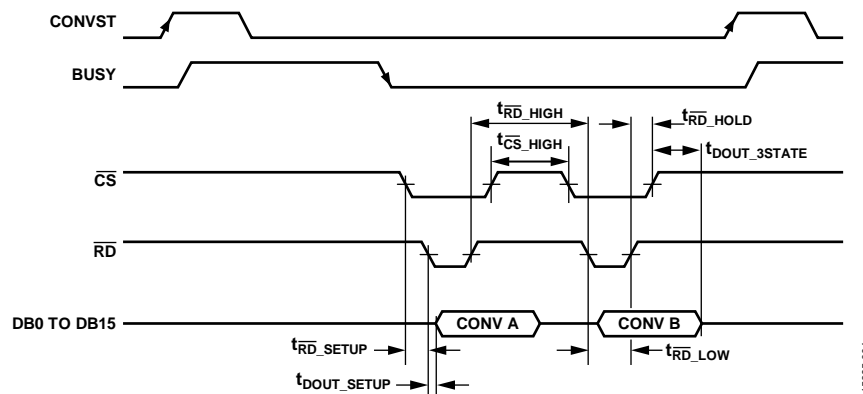 CONVST
BUSY
tRD_HIGH
tRD_HOLD
tCS_HIGH
tDOUT_3STATE
CS
RD
DB0 TO DB15
CONV A
CONV B
tRD_SETUP
tRD_LOW
tDOUT_SETUP